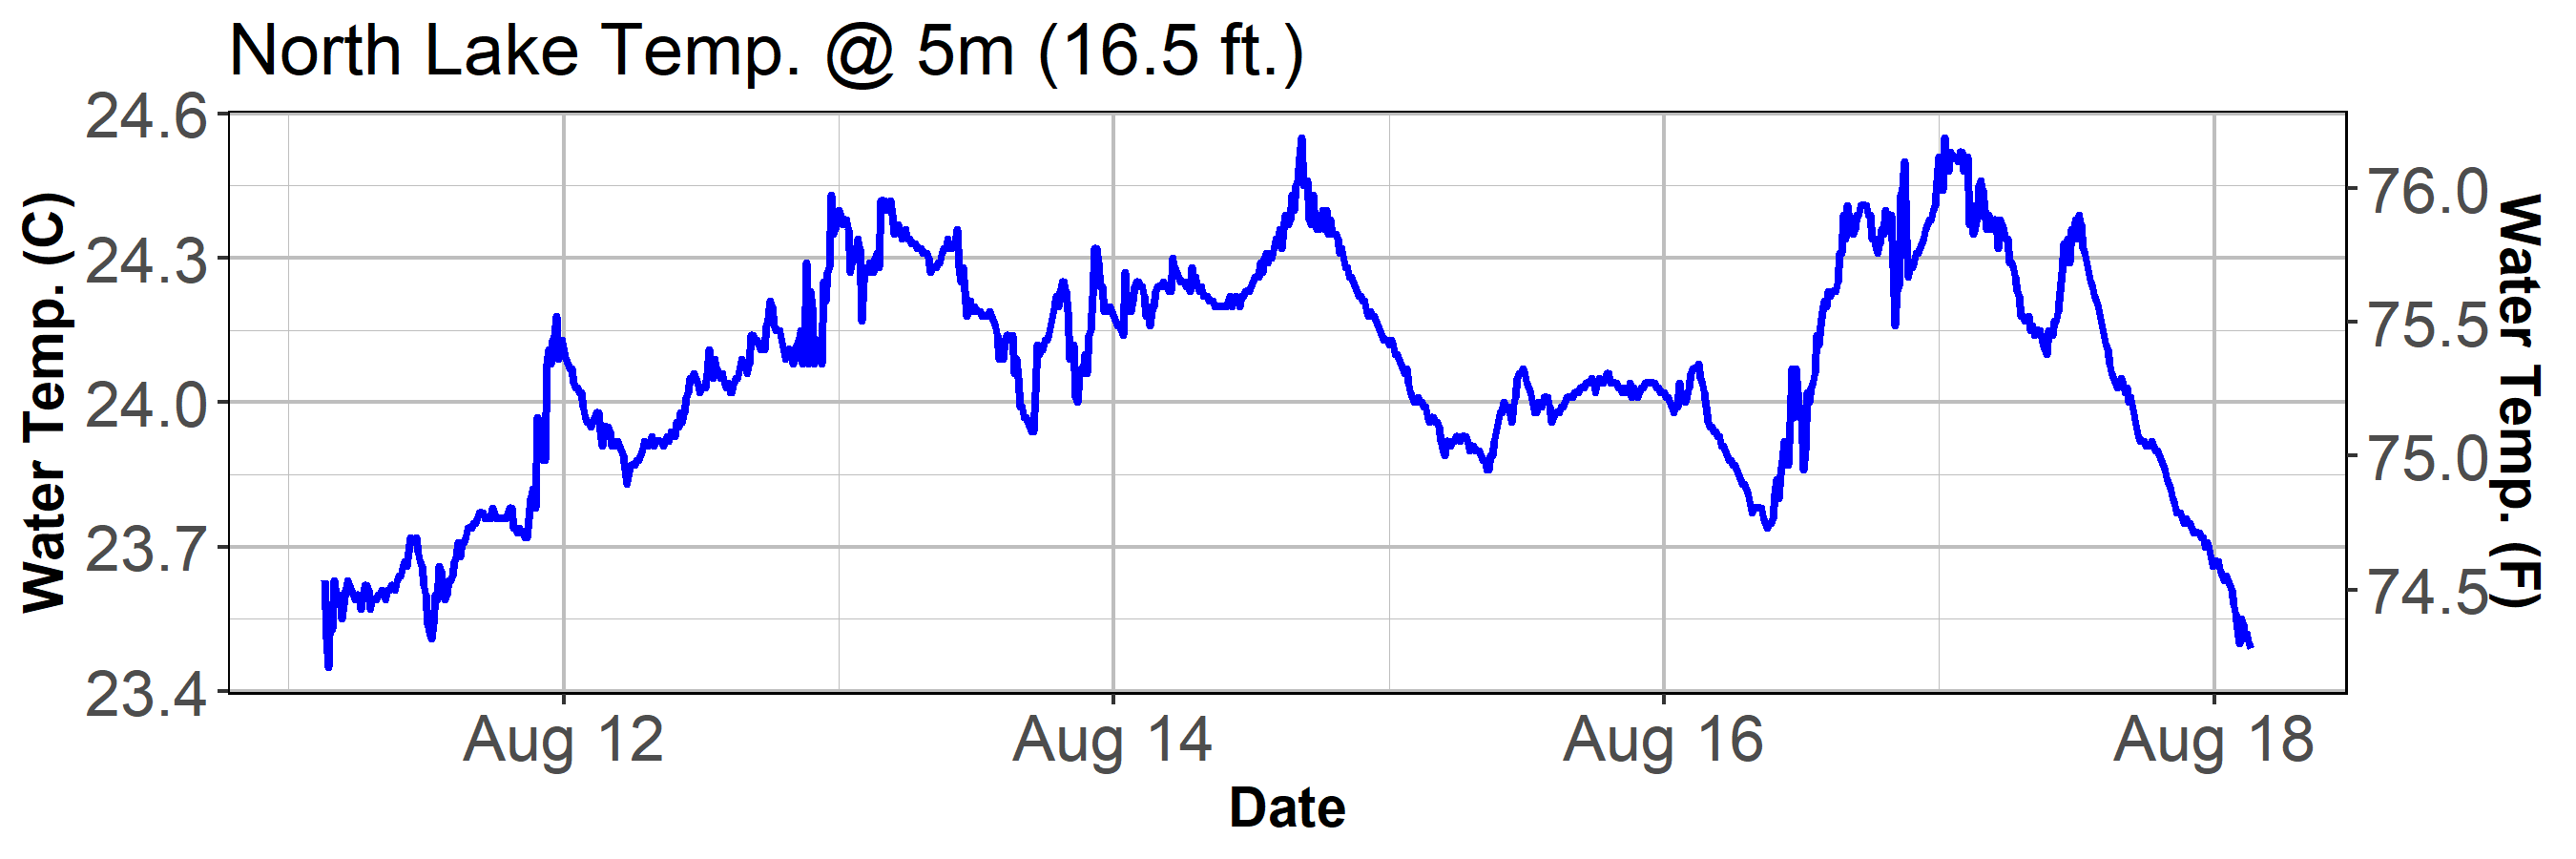 North Lake Temp. @ 5m (16.5 ft.)
Water Temp. (C)
24.6
24.3
24.0
23.7
23.4
76.0
75.5
75.0
74.5
Water Temp. (F)
Aug 12
Aug 14
Aug 16
Aug 18
Date